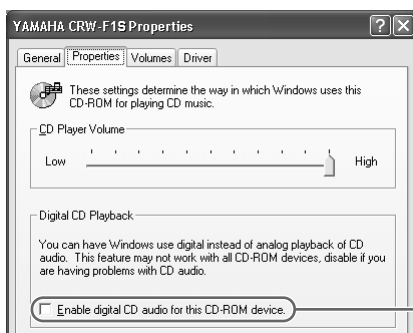 YAMAHA CRW-F1S Properties
General Properties Volumes Driver
These settings determine the way in which Windows uses this
CD-ROM for playing CD music.
CD Player Volume
Low High
Digital CD Playback
You can have Windows use digital instead of analog playback of CD
audio. This feature may not work with all CD-ROM devices, disable if you
are having problems with CD audio.
Enable digital CD audio for this CD-ROM device.